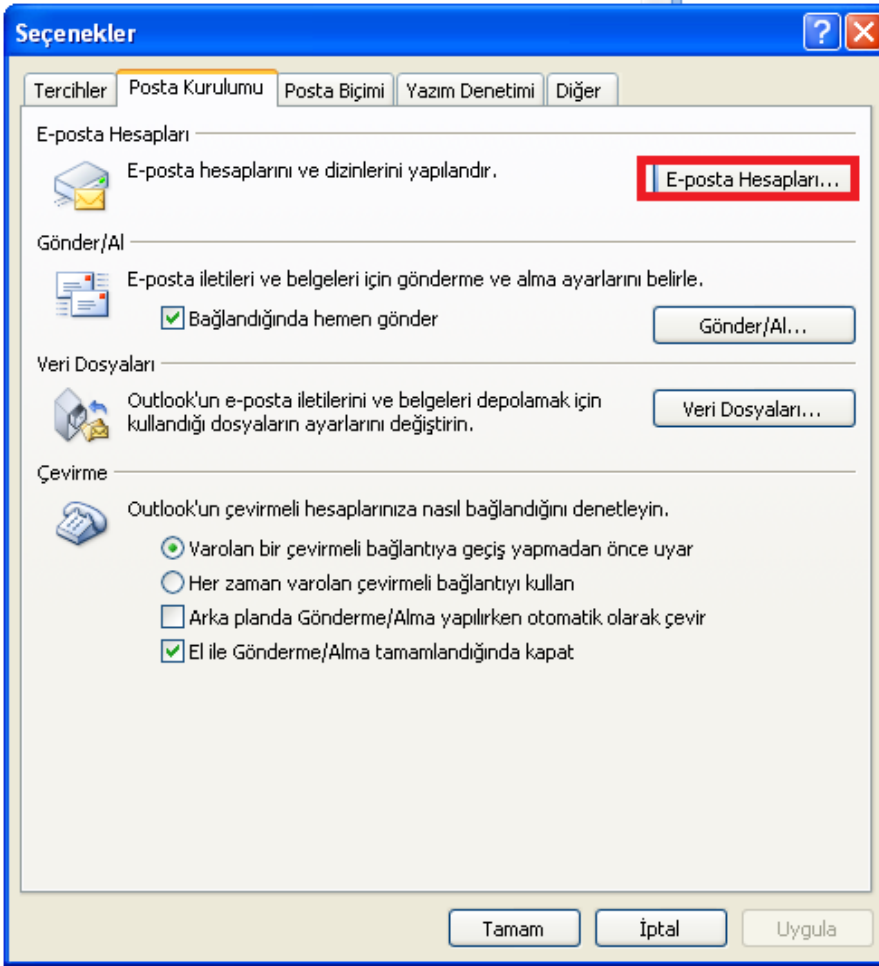 Seçenekler
Tercihler Posta Kurulumu Posta Biçimi Yazım Denetimi Diğer
E-posta Hesapları
E-posta hesaplarını ve dizinlerini yapılandır.
E-posta Hesapları...
Gönder/Al
E-posta iletileri ve belgeleri için gönderme ve alma ayarlarını belirle.
Bağlandığında hemen gönder
Gönder/Al...
Veri Dosyaları
Outlook'un e-posta iletilerini ve belgeleri depolamak için
kullandığı dosyaların ayarlarını değiştirin.
Veri Dosyaları...
Çevirme
Outlook'un çevirmeli hesaplarınıza nasıl bağlandığını denetleyin.
Varolan bir çevirmeli bağlantıya geçiş yapmadan önce uyar
Her zaman varolan çevirmeli bağlantıyı kullan
Arka planda Gönderme/Alma yapılırken otomatik olarak çevir
El ile Gönderme/Alma tamamlandığında kapat
Tamam İptal Uygula